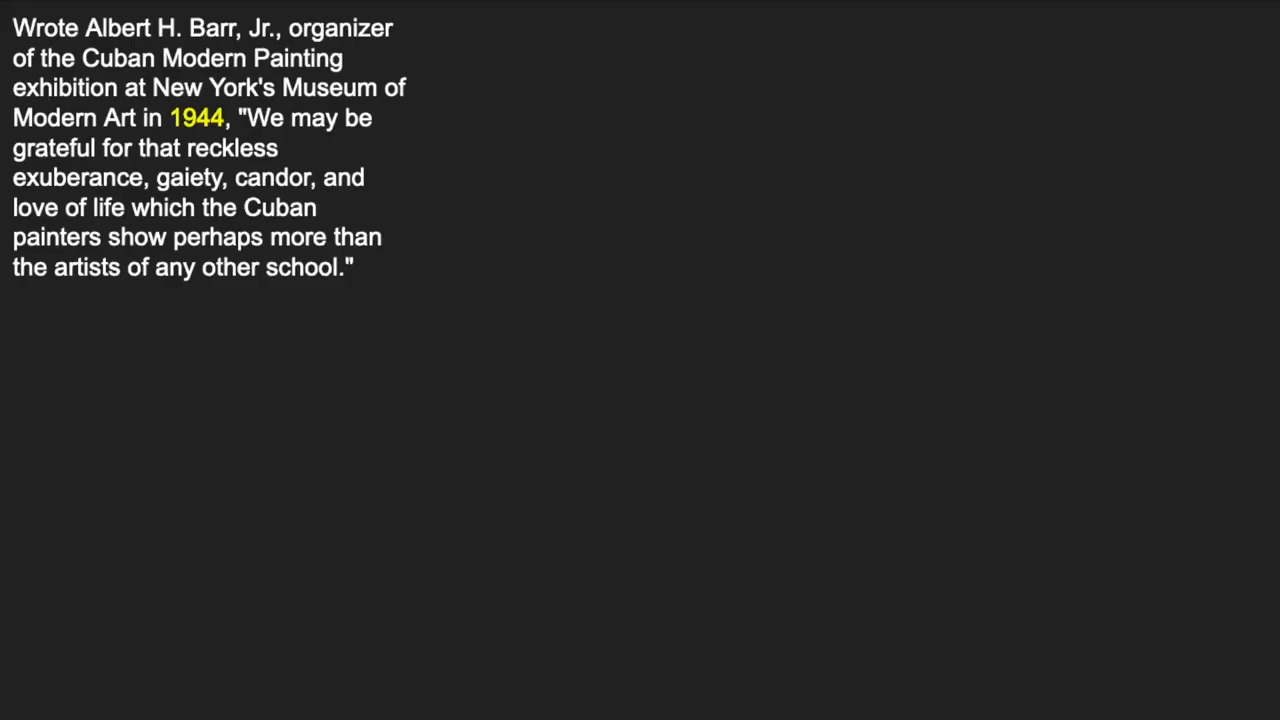 Wrote Albert H. Barr, Jr., organizer
of the Cuban Modern Painting
exhibition at New York's Museum of
Modern Art in 1944, "We may be
grateful for that reckless
exuberance, gaiety, candor, and
love of life which the Cuban
painters show perhaps more than
the artists of any other school."